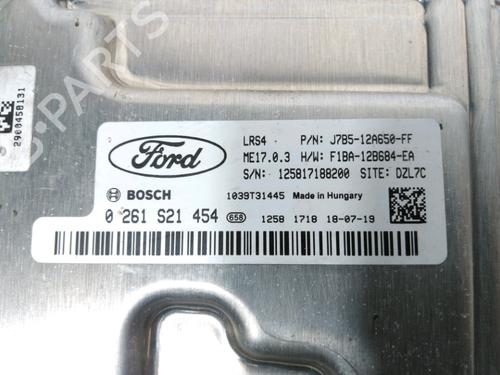 B-PARTS
2900458131
Ford
LRS4 P/N: J7B5-12A650-FF
ME17.0.3 H/W: F1BA-12B684-EA
S/N: 125817188200 SITE: DZL7C
BOSCH 1039T31445 Made in Hungary
0 261 S21 454 658 1258 1718 18-07-19